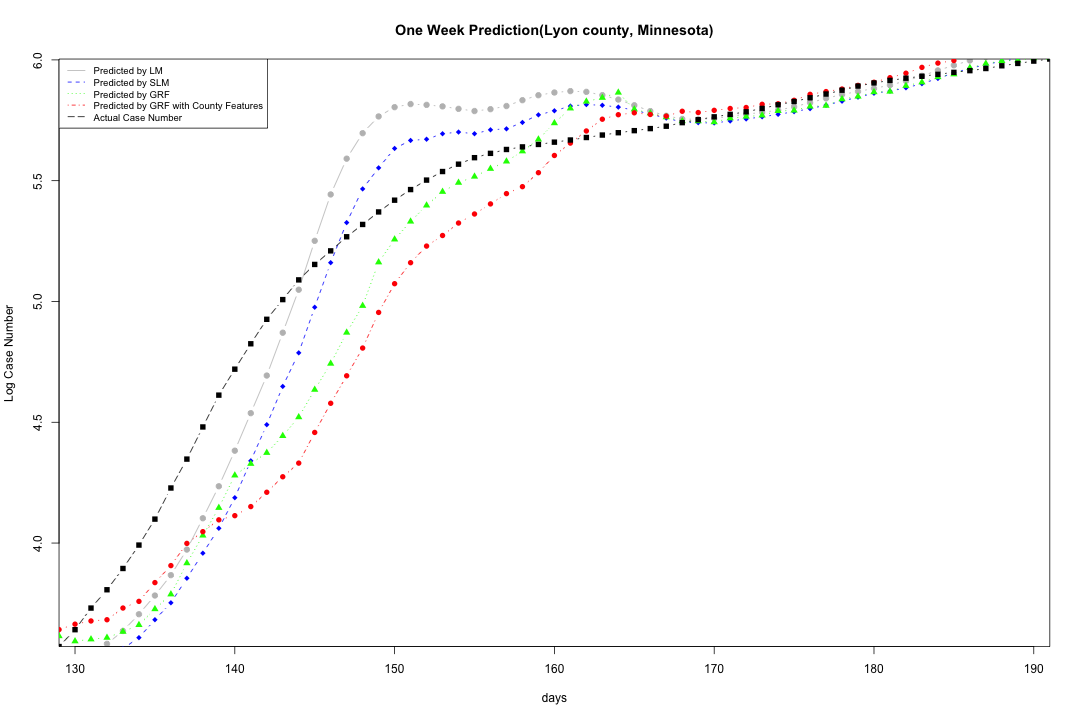 One Week Prediction(Lyon county, Minnesota)
Predicted by LM
Predicted by SLM
Predicted by GRF
Predicted by GRF with County Features
Actual Case Number
Log Case Number
6.0
5.5
5.0
4.5
4.0
130 140 150 160 170 180 190
days